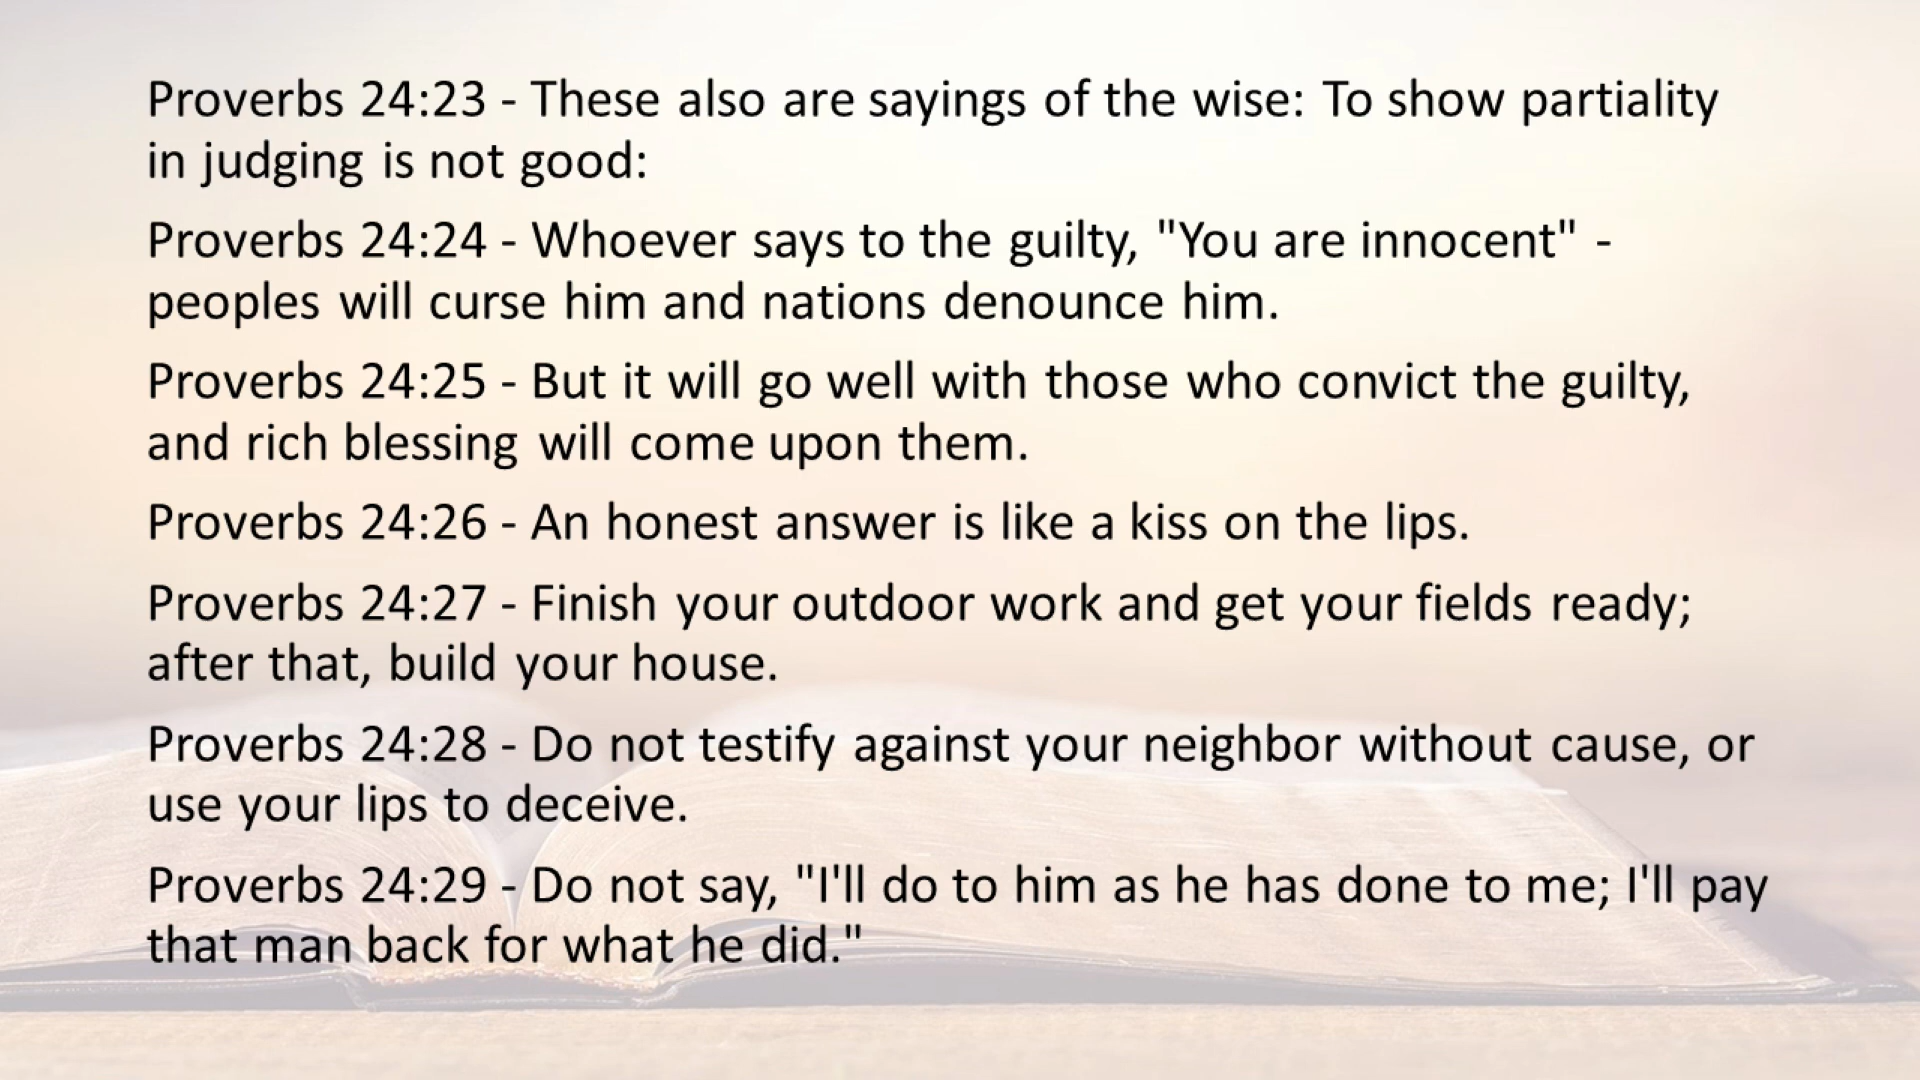 Proverbs 24:23 - These also are sayings of the wise: To show partiality
in judging is not good:
Proverbs 24:24 - Whoever says to the guilty, "You are innocent" -
peoples will curse him and nations denounce him.
Proverbs 24:25 - But it will go well with those who convict the guilty,
and rich blessing will come upon them.
Proverbs 24:26 - An honest answer is like a kiss on the lips.
Proverbs 24:27 - Finish your outdoor work and get your fields ready;
after that, build your house.
Proverbs 24:28 - Do not testify against your neighbor without cause, or
use your lips to deceive.
Proverbs 24:29 - Do not say, "I'll do to him as he has done to me; I'll pay
that man back for what he did."